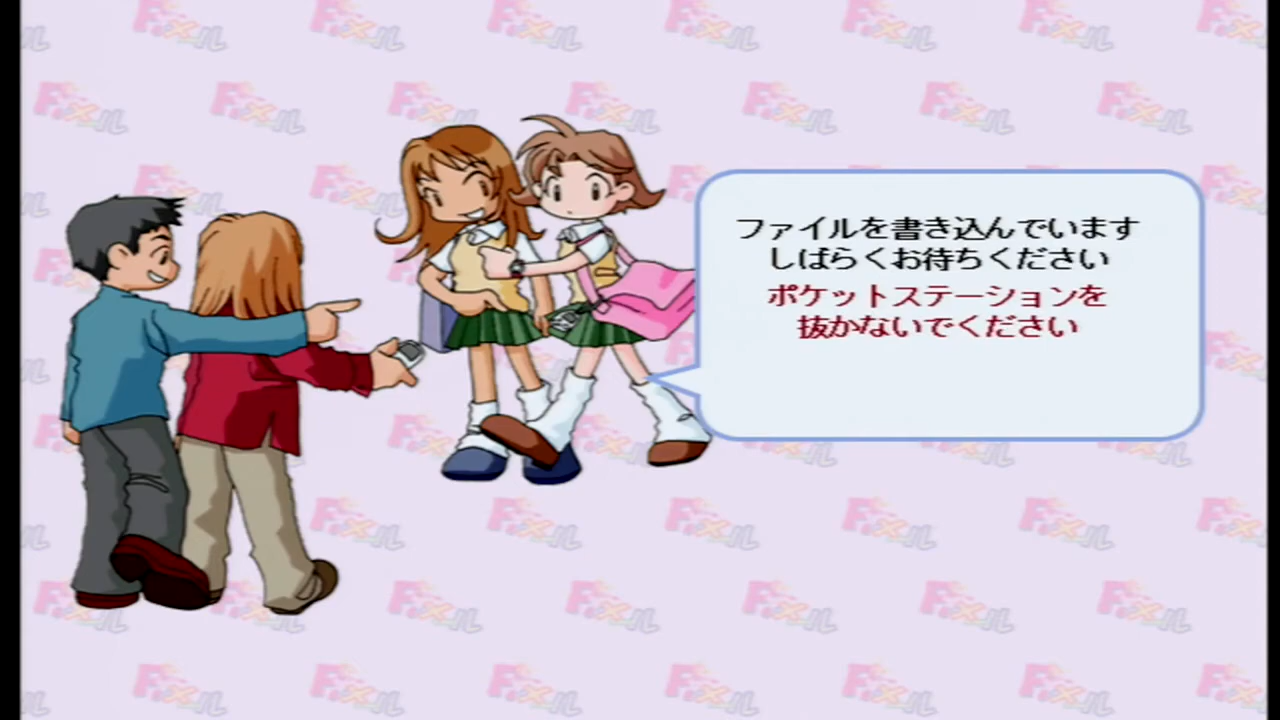 ファイルを書き込んでいます
しばらくお待ちください
ポケットステーションを
抜かないでください